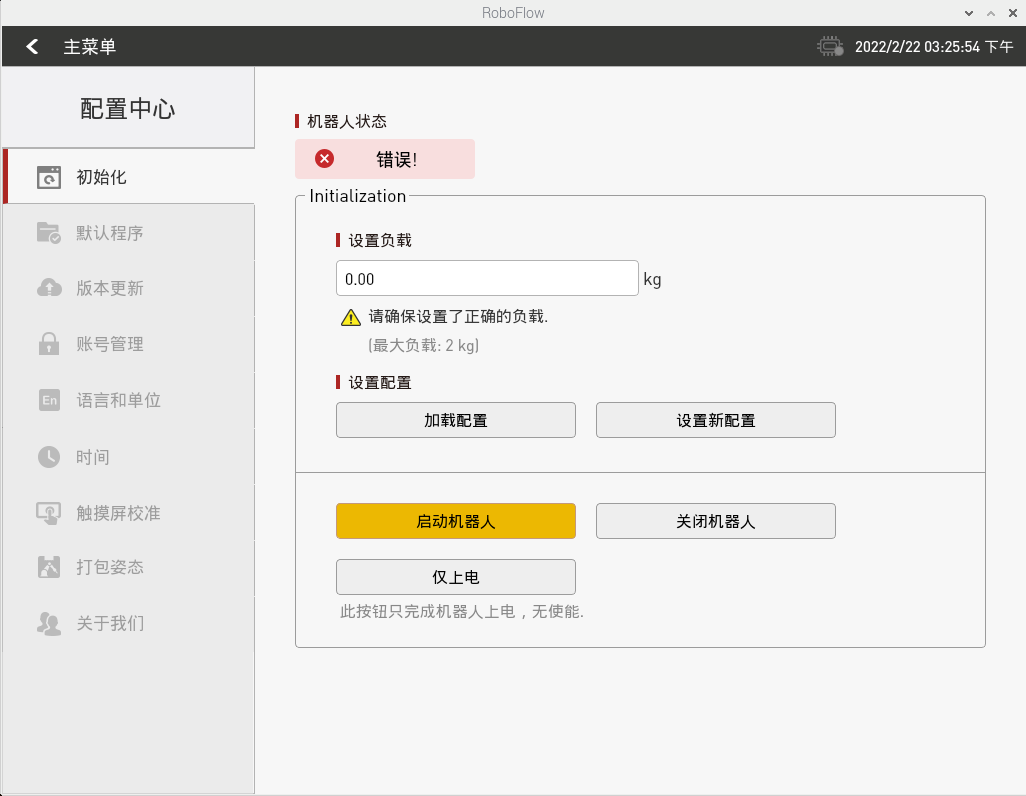 RoboFlow
主菜单
2022/2/22 03:25:54 下午
配置中心
初始化
默认程序
版本更新
账号管理
En 语言和单位
时间
触摸屏校准
打包姿态
关于我们
机器人状态
错误!
Initialization
设置负载
0.00 kg
请确保设置了正确的负载.
(最大负载: 2 kg)
设置配置
加载配置 设置新配置
启动机器人 关闭机器人
仅上电
此按钮只完成机器人上电，无使能.